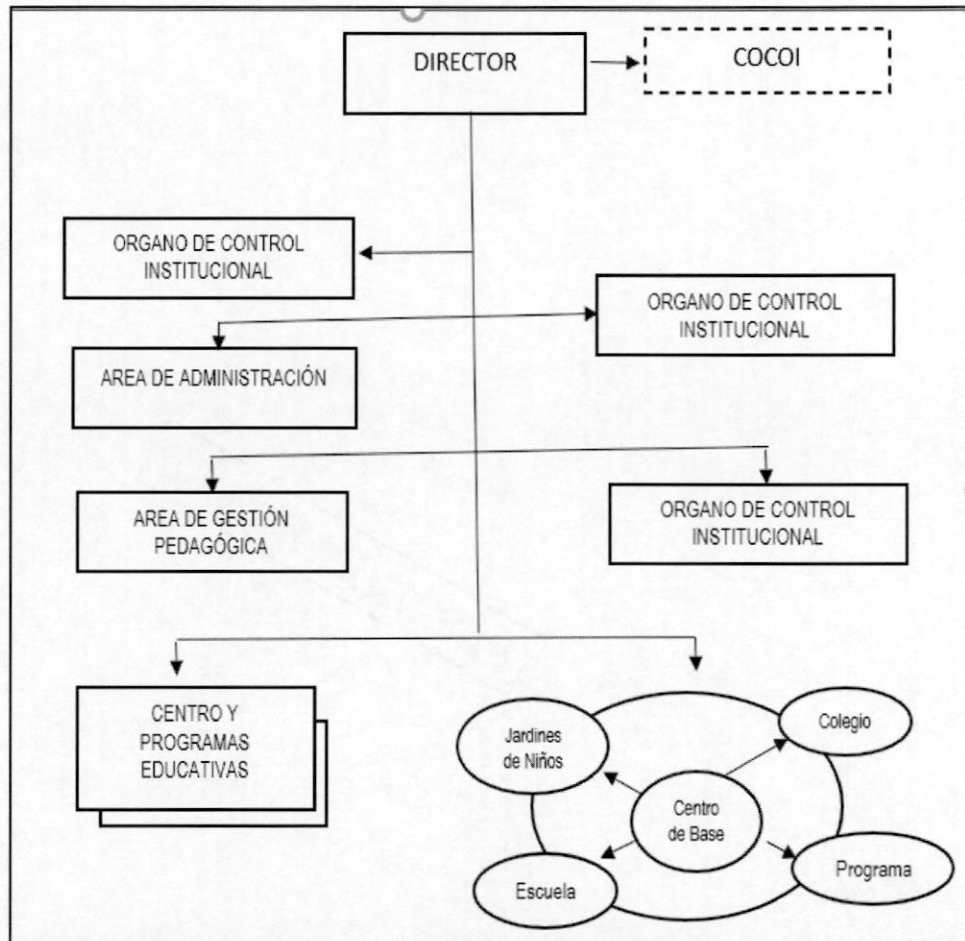 DIRECTOR
COCOI
ORGANO DE CONTROL
INSTITUCIONAL
ORGANO DE CONTROL
INSTITUCIONAL
AREA DE ADMINISTRACIÓN
AREA DE GESTIÓN
PEDAGÓGICA
ORGANO DE CONTROL
INSTITUCIONAL
CENTRO Y
PROGRAMAS
EDUCATIVAS
Jardines
de Niños
Colegio
Centro
de Base
Escuela
Programa